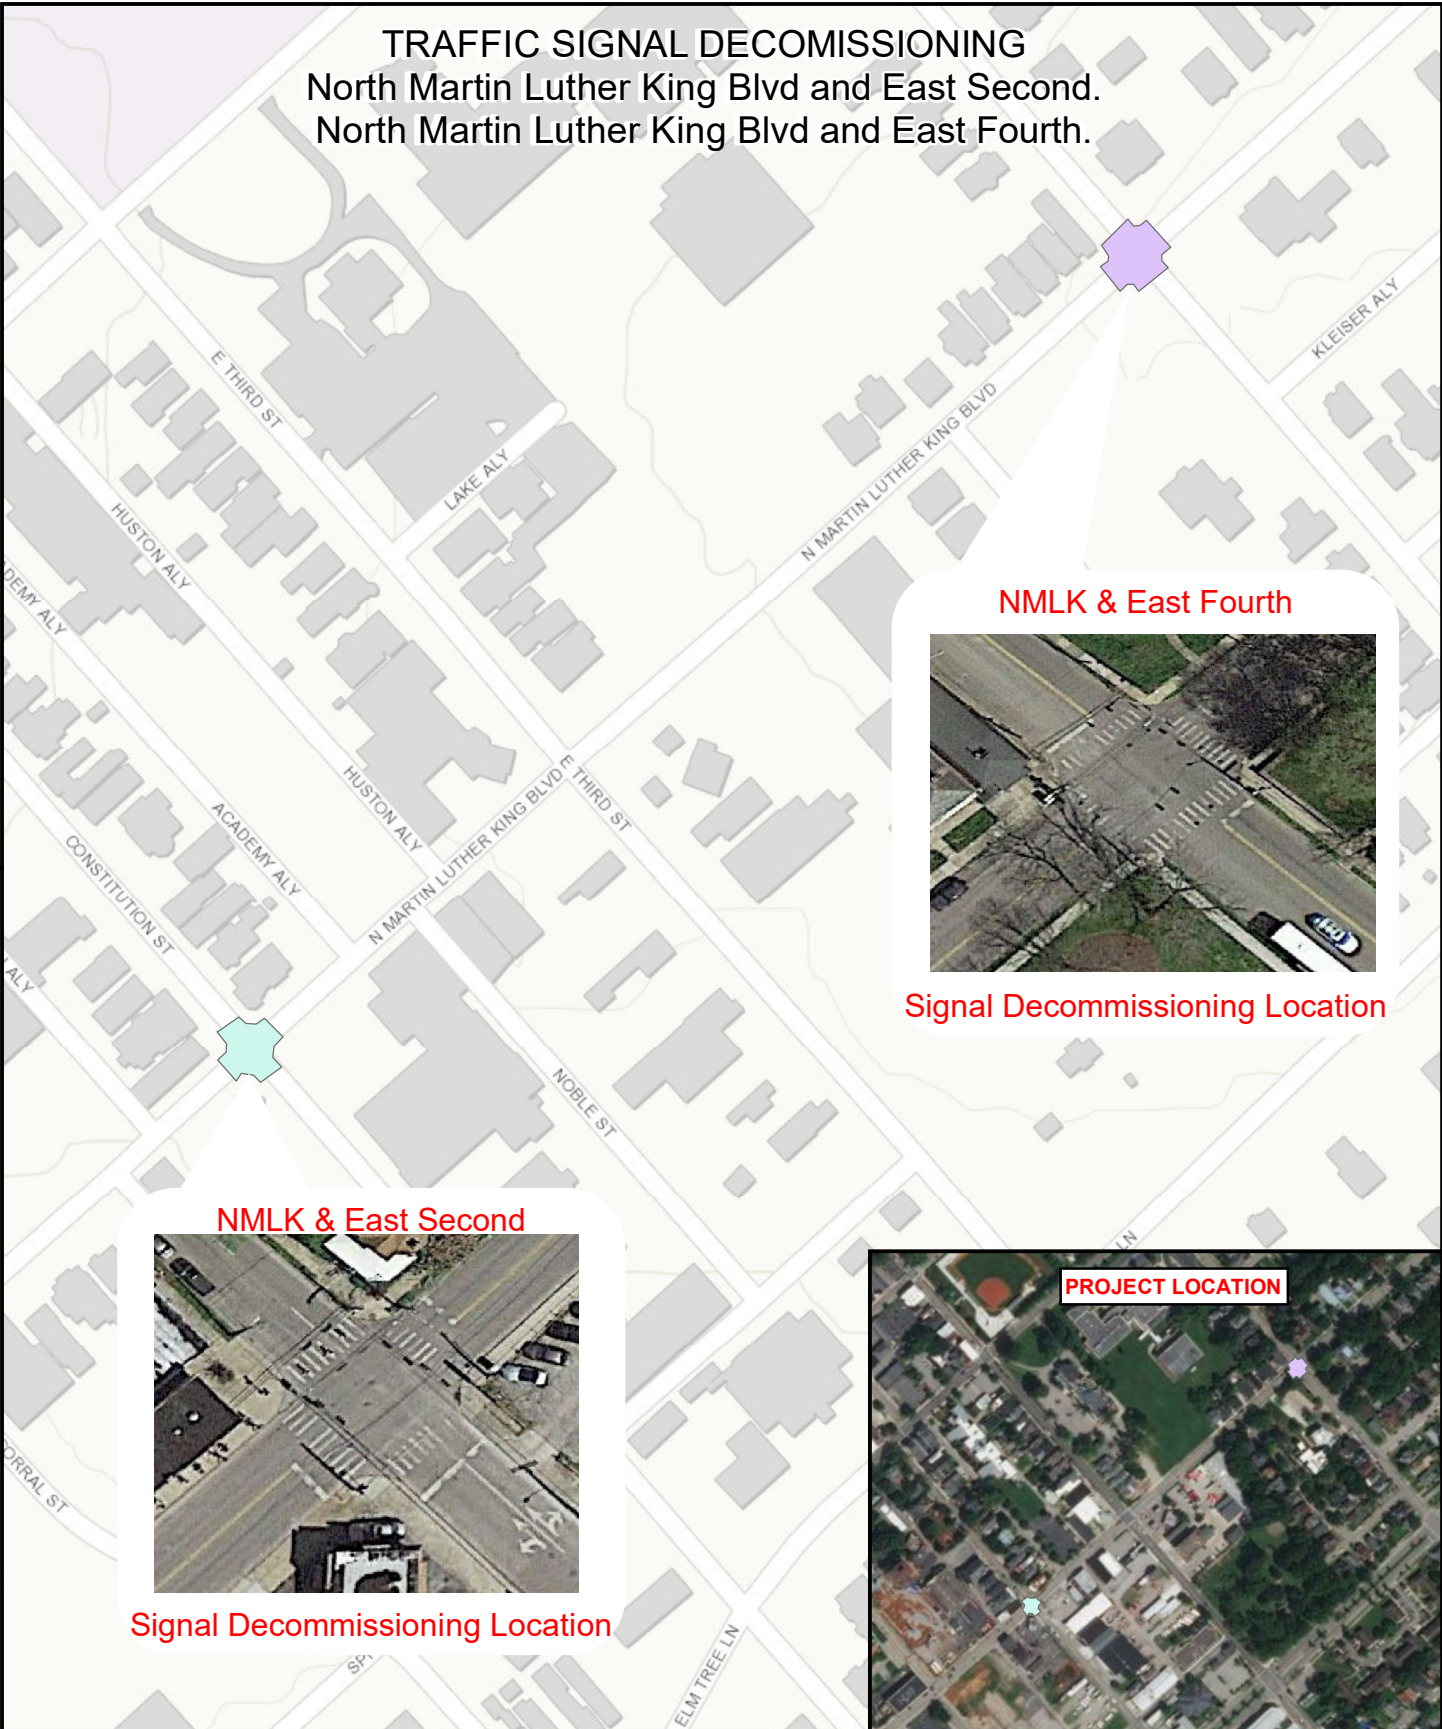 TRAFFIC SIGNAL DECOMISSIONING
North Martin Luther King Blvd and East Second.
North Martin Luther King Blvd and East Fourth.
KLEISER ALY
E THIRD ST
N MARTIN LUTHER KING BLVD
LAKE ALY
HUSTON ALY
NMLK & East Fourth
Signal Decommissioning Location
E THIRD ST
HUSTON ALY
N MARTIN LUTHER KING BLVD
ACADEMY ALY
CONSTITUTION ST
ALY
NOBLE ST
NMLK & East Second
Signal Decommissioning Location
LN
PROJECT LOCATION
ELM TREE LN